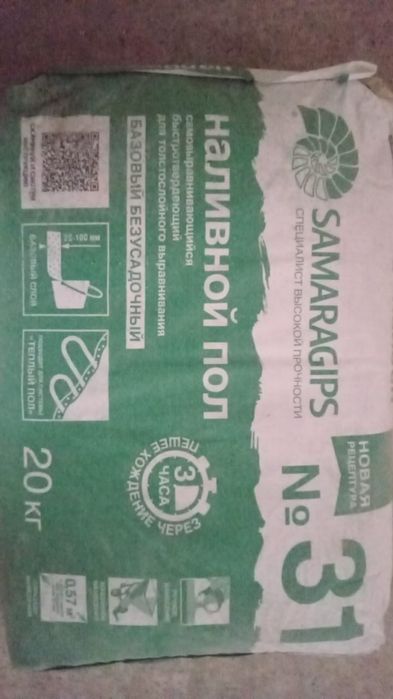 SAMARAGIPS
СПЕЦИАЛИСТ ВЫСОКОЙ ПРОЧНОСТИ
НОВАЯ
РЕЦЕПТУРА
№ 31
наливной пол
самовыравнивающийся
быстротвердеющий
для толстослойного выравнивания
БАЗОВЫЙ БЕЗУСАДОЧНЫЙ
ПЕШЕЕ
ХОЖДЕНИЕ ЧЕРЕЗ
3
ЧАСА
БАЗОВЫЙ СЛОЙ
«ТЕПЛЫЙ ПОЛ»
20 кг